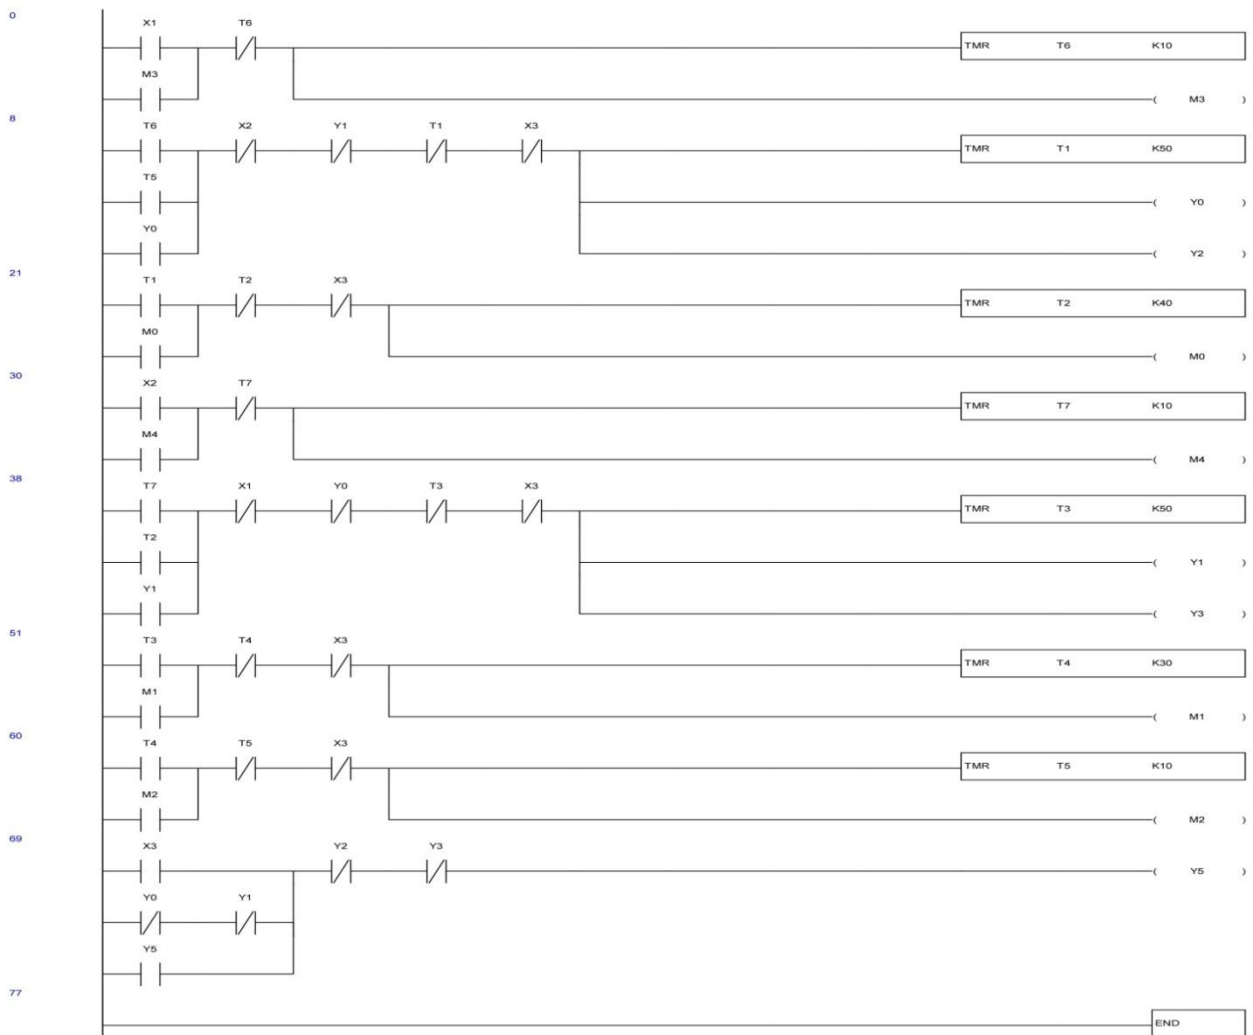 0
X1 T6
TMR T6 K10
M3
( M3 )
8
T6 X2 Y1 T1 X3
TMR T1 K50
T5
( Y0 )
Y0
( Y2 )
21
T1 T2 X3
TMR T2 K40
M0
( M0 )
30
X2 T7
TMR T7 K10
M4
( M4 )
38
T7 X1 Y0 T3 X3
TMR T3 K50
T2
( Y1 )
Y1
( Y3 )
51
T3 T4 X3
TMR T4 K30
M1
( M1 )
60
T4 T5 X3
TMR T5 K10
M2
( M2 )
69
X3 Y2 Y3
( Y5 )
Y0 Y1
Y5
77
END